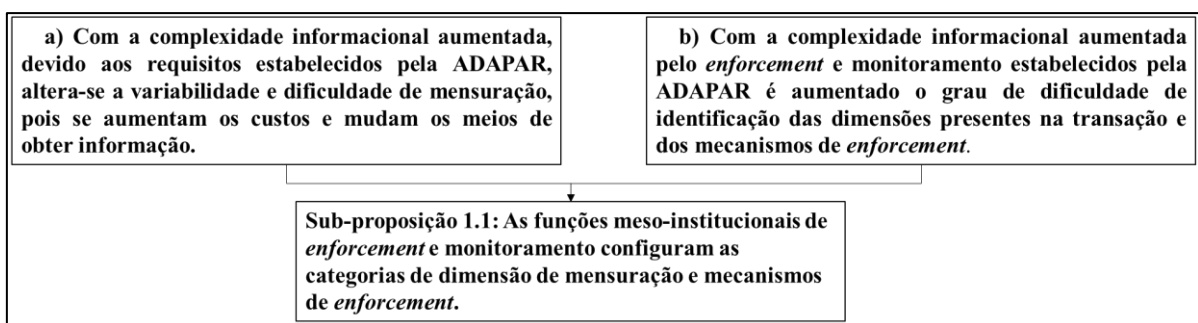 a) Com a complexidade informacional aumentada,
devido aos requisitos estabelecidos pela ADAPAR,
altera-se a variabilidade e dificuldade de mensuração,
pois se aumentam os custos e mudam os meios de
obter informação.
b) Com a complexidade informacional aumentada
pelo enforcement e monitoramento estabelecidos pela
ADAPAR é aumentado o grau de dificuldade de
identificação das dimensões presentes na transação e
dos mecanismos de enforcement.
Sub-proposição 1.1: As funções meso-institucionais de
enforcement e monitoramento configuram as
categorias de dimensão de mensuração e mecanismos
de enforcement.